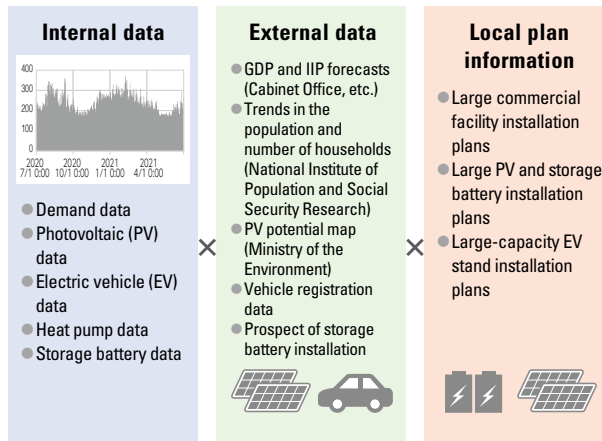 Internal data
400
300
200
100
0
2020 2020 2021 2021
7/1 0:00 10/1 0:00 1/1 0:00 4/1 0:00
● Demand data
● Photovoltaic (PV)
data
● Electric vehicle (EV)
data
● Heat pump data
● Storage battery data
×
External data
● GDP and IIP forecasts
(Cabinet Office, etc.)
● Trends in the
population and
number of households
(National Institute of
Population and Social
Security Research)
● PV potential map
(Ministry of the
Environment)
● Vehicle registration
data
● Prospect of storage
battery installation
×
Local plan
information
● Large commercial
facility installation
plans
● Large PV and storage
battery installation
plans
● Large-capacity EV
stand installation
plans